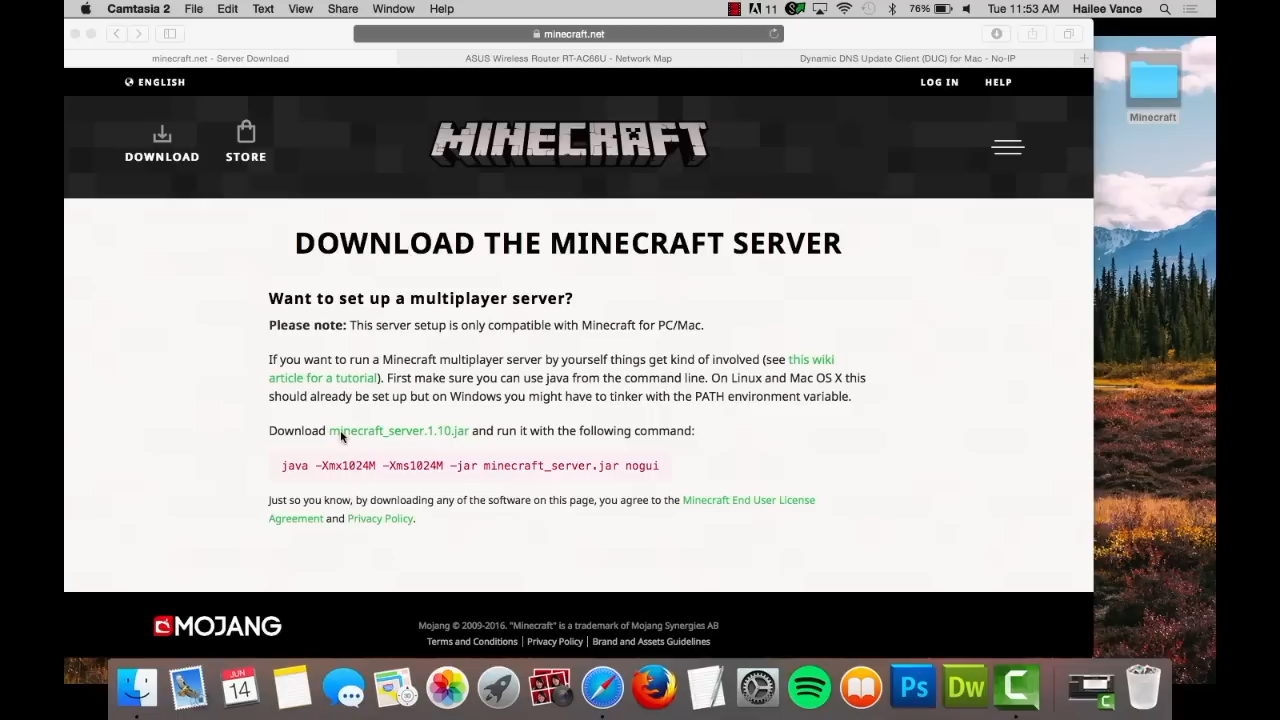 Camtasia 2 File Edit Text View Share Window Help 11 76% Tue 11:53 AM Hailee Vance
minecraft.net
minecraft.net - Server Download ASUS Wireless Router RT-AC66U - Network Map Dynamic DNS Update Client (DUC) for Mac - No-IP
ENGLISH LOG IN HELP
Minecraft
DOWNLOAD STORE MINECRAFT
DOWNLOAD THE MINECRAFT SERVER
Want to set up a multiplayer server?
Please note: This server setup is only compatible with Minecraft for PC/Mac.
If you want to run a Minecraft multiplayer server by yourself things get kind of involved (see this wiki
article for a tutorial). First make sure you can use java from the command line. On Linux and Mac OS X this
should already be set up but on Windows you might have to tinker with the PATH environment variable.
Download minecraft_server.1.10.jar and run it with the following command:
java -Xmx1024M -Xms1024M -jar minecraft_server.jar nogui
Just so you know, by downloading any of the software on this page, you agree to the Minecraft End User License
Agreement and Privacy Policy.
MOJANG
Mojang © 2009-2016. "Minecraft" is a trademark of Mojang Synergies AB
Terms and Conditions | Privacy Policy | Brand and Assets Guidelines
JUN
14
Ps Dw C